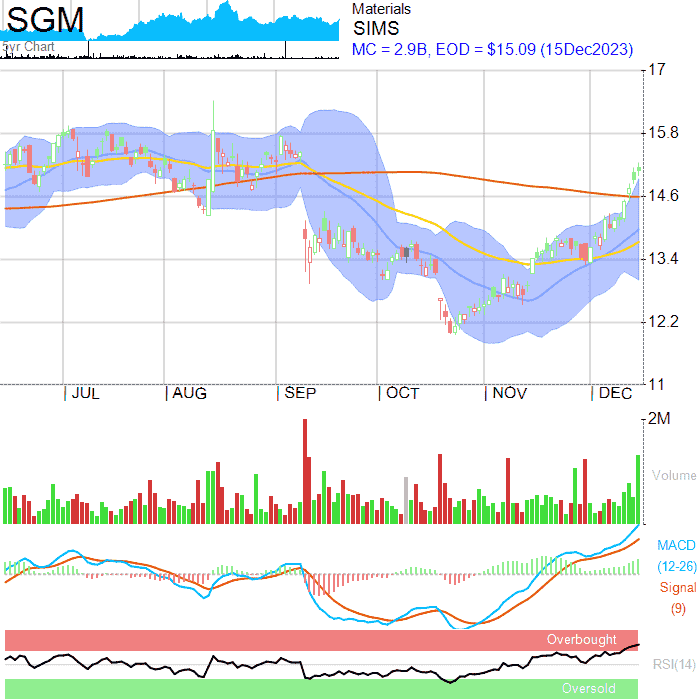 SGM
5yr Chart
Materials
SIMS
MC = 2.9B, EOD = $15.09 (15Dec2023)
17
15.8
14.6
13.4
12.2
11
JUL AUG SEP OCT NOV DEC
2M
Volume
MACD
(12-26)
Signal
(9)
Overbought
RSI(14)
Oversold